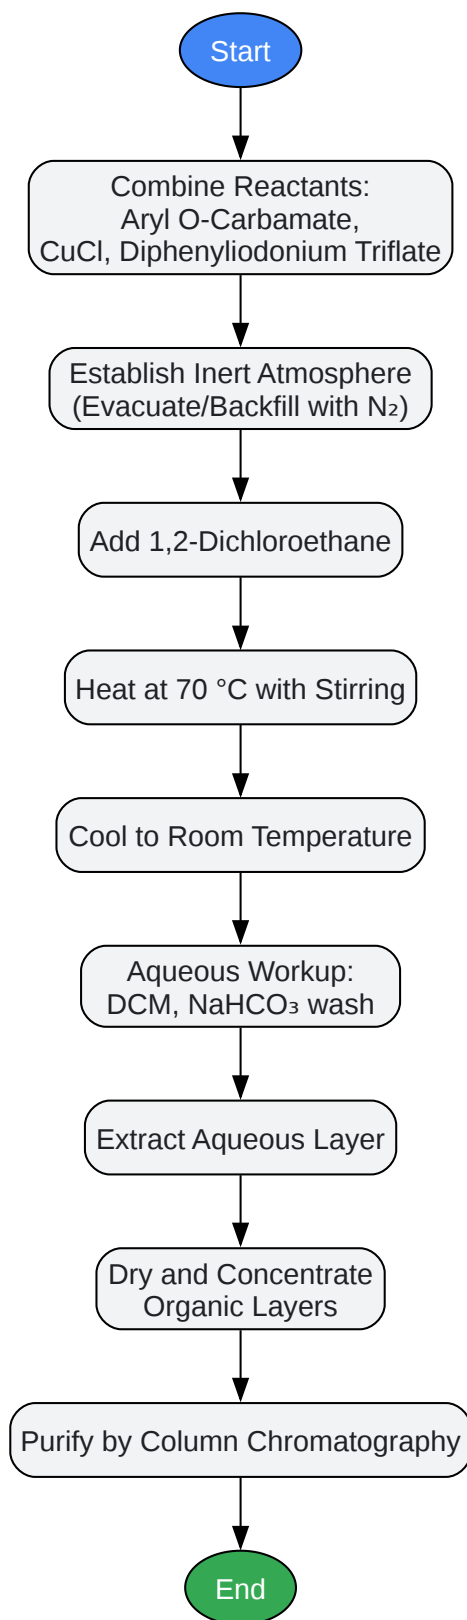 Start
Combine Reactants:
Aryl O-Carbamate,
CuCl, Diphenyliodonium Triflate
Establish Inert Atmosphere
(Evacuate/Backfill with N₂)
Add 1,2-Dichloroethane
Heat at 70 °C with Stirring
Cool to Room Temperature
Aqueous Workup:
DCM, NaHCO₃ wash
Extract Aqueous Layer
Dry and Concentrate
Organic Layers
Purify by Column Chromatography
End